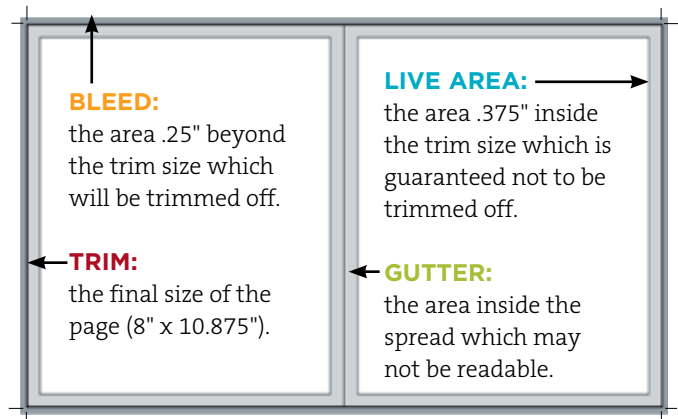 BLEED:
the area .25" beyond
the trim size which
will be trimmed off.
TRIM:
the final size of the
page (8" x 10.875").
LIVE AREA:
the area .375" inside
the trim size which is
guaranteed not to be
trimmed off.
GUTTER:
the area inside the
spread which may
not be readable.